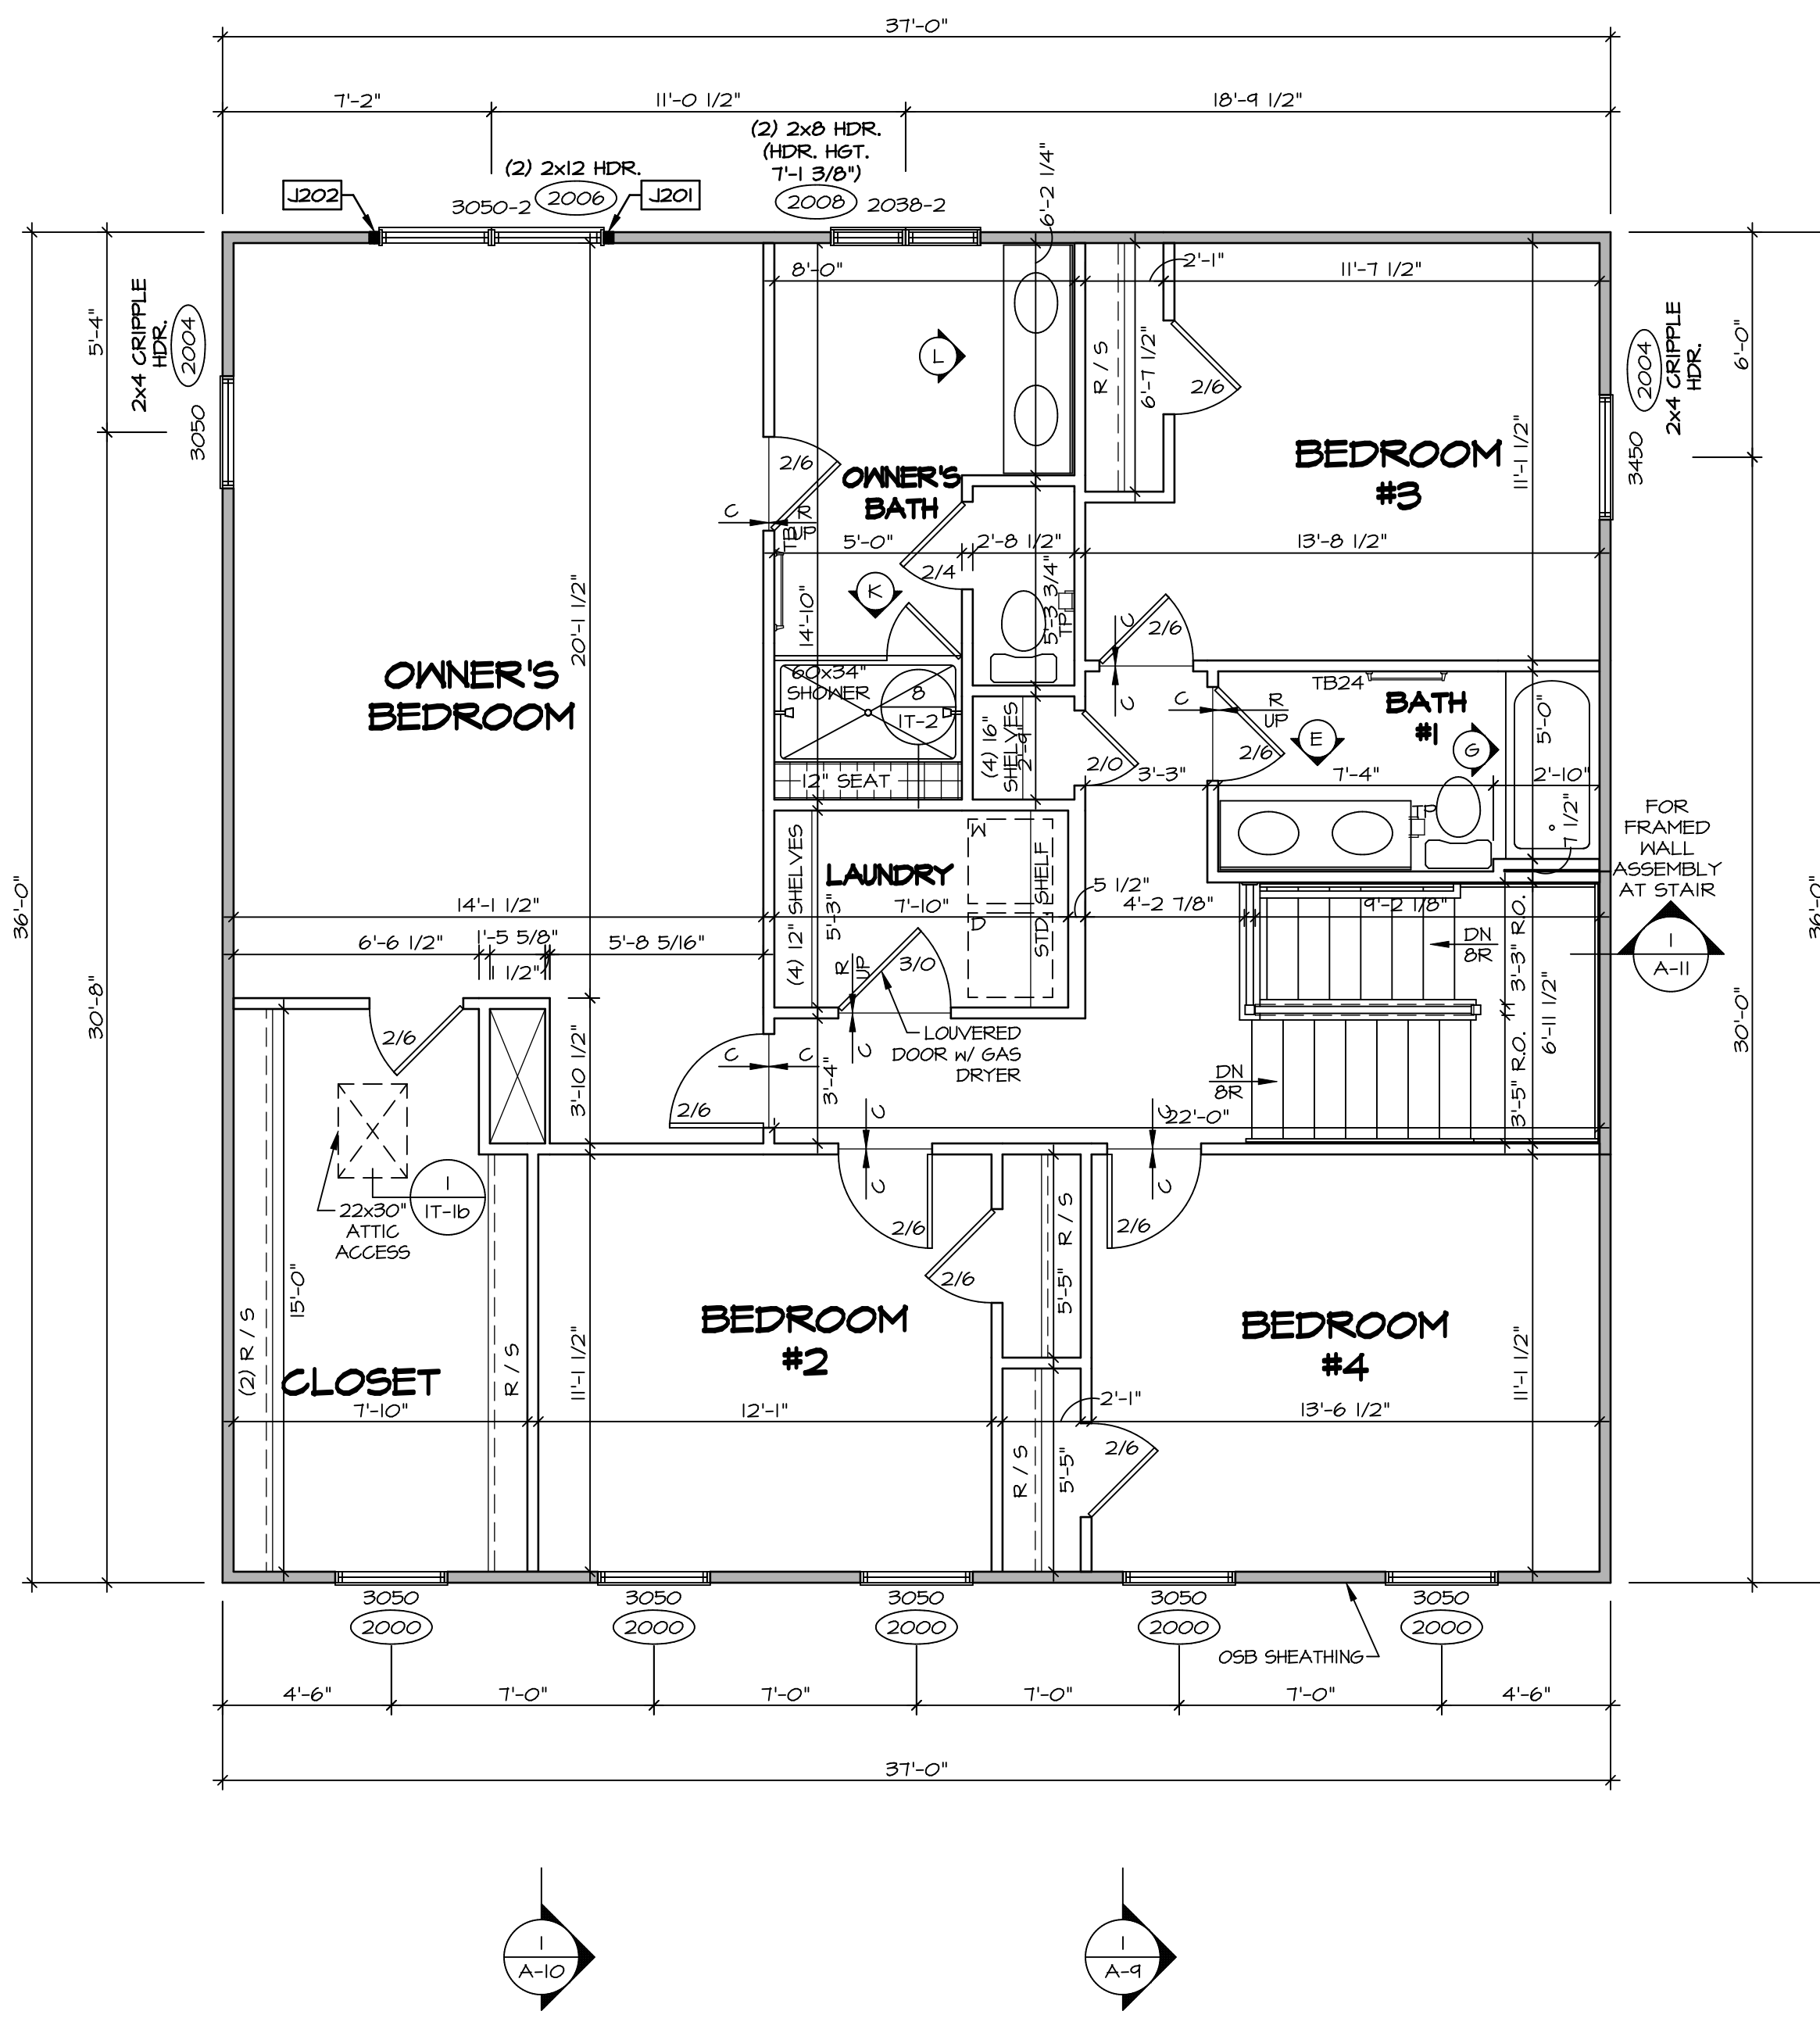 37'-0"
7'-2"
11'-0 1/2"
18'-9 1/2"
(2) 2x8 HDR.
(HDR. HGT.
7'-1 3/8")
(2) 2x12 HDR.
J202
3050-2
2006
J201
2008
2038-2
6'-2 1/4"
5'-4"
2x4 CRIPPLE
HDR.
2004
3050
8'-0"
2'-1"
11'-7 1/2"
L
R / S
6'-7 1/2"
2/6
2004
2x4 CRIPPLE
HDR.
6'-0"
3450
BEDROOM
#3
11'-1 1/2"
2/6
OWNER'S
BATH
C
R
UP
TB
5'-0"
2'-8 1/2"
13'-8 1/2"
2/4
5'-3 3/4"
K
TP
14'-10"
20'-1 1/2"
C
2/6
C
OWNER'S
BEDROOM
60x34"
SHOWER
8
1T-2
12" SEAT
(4) 16"
SHELVES
2'-9"
2/0
3'-3"
C
R
UP
2/6
TB24
BATH
#1
E
G
5'-0"
7'-4"
2'-10"
TP
7 1/2"
FOR
FRAMED
WALL
ASSEMBLY
AT STAIR
1
A-11
36'-0"
30'-8"
36'-0"
30'-0"
(4) 12" SHELVES
LAUNDRY
W
D
STD. SHELF
5'-3"
7'-10"
5 1/2"
4'-2 7/8"
9'-2 1/8"
14'-1 1/2"
6'-6 1/2"
1'-5 5/8"
1 1/2"
5'-8 5/16"
R
UP
3/0
C
LOUVERED
DOOR w/ GAS
DRYER
DN
8R
3'-3" R.O.
6'-11 1/2"
3'-5" R.O.
DN
8R
2/6
C
C
3'-4"
3'-10 1/2"
2/6
C
C
22'-0"
C
C
22x30"
ATTIC
ACCESS
1
1T-1b
2/6
2/6
2/6
R / S
5'-5"
15'-0"
(2) R / S
CLOSET
7'-10"
R / S
11'-1 1/2"
BEDROOM
#2
12'-1"
BEDROOM
#4
11'-1 1/2"
2'-1"
13'-6 1/2"
2/6
R / S
5'-5"
3050
3050
3050
3050
3050
2000
2000
2000
2000
2000
OSB SHEATHING
4'-6"
7'-0"
7'-0"
7'-0"
7'-0"
4'-6"
37'-0"
1
A-10
1
A-9